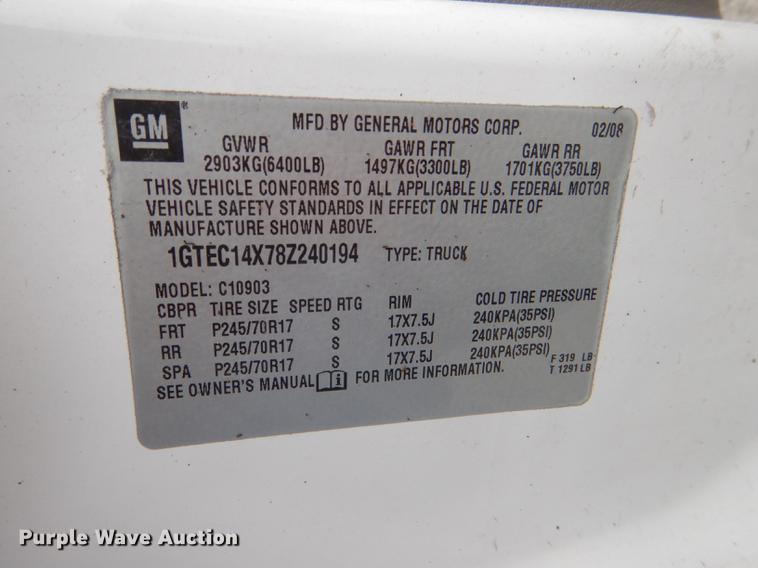 GM
MFD BY GENERAL MOTORS CORP. 02/08
GVWR GAWR FRT GAWR RR
2903KG(6400LB) 1497KG(3300LB) 1701KG(3750LB)
THIS VEHICLE CONFORMS TO ALL APPLICABLE U.S. FEDERAL MOTOR
VEHICLE SAFETY STANDARDS IN EFFECT ON THE DATE OF
MANUFACTURE SHOWN ABOVE.
1GTEC14X78Z240194 TYPE: TRUCK
MODEL: C10903
CBPR TIRE SIZE SPEED RTG RIM COLD TIRE PRESSURE
FRT P245/70R17 S 17X7.5J 240KPA(35PSI)
RR P245/70R17 S 17X7.5J 240KPA(35PSI)
SPA P245/70R17 S 17X7.5J 240KPA(35PSI)
SEE OWNER'S MANUAL i FOR MORE INFORMATION.
F 319 LB
T 1291 LB
Purple Wave Auction